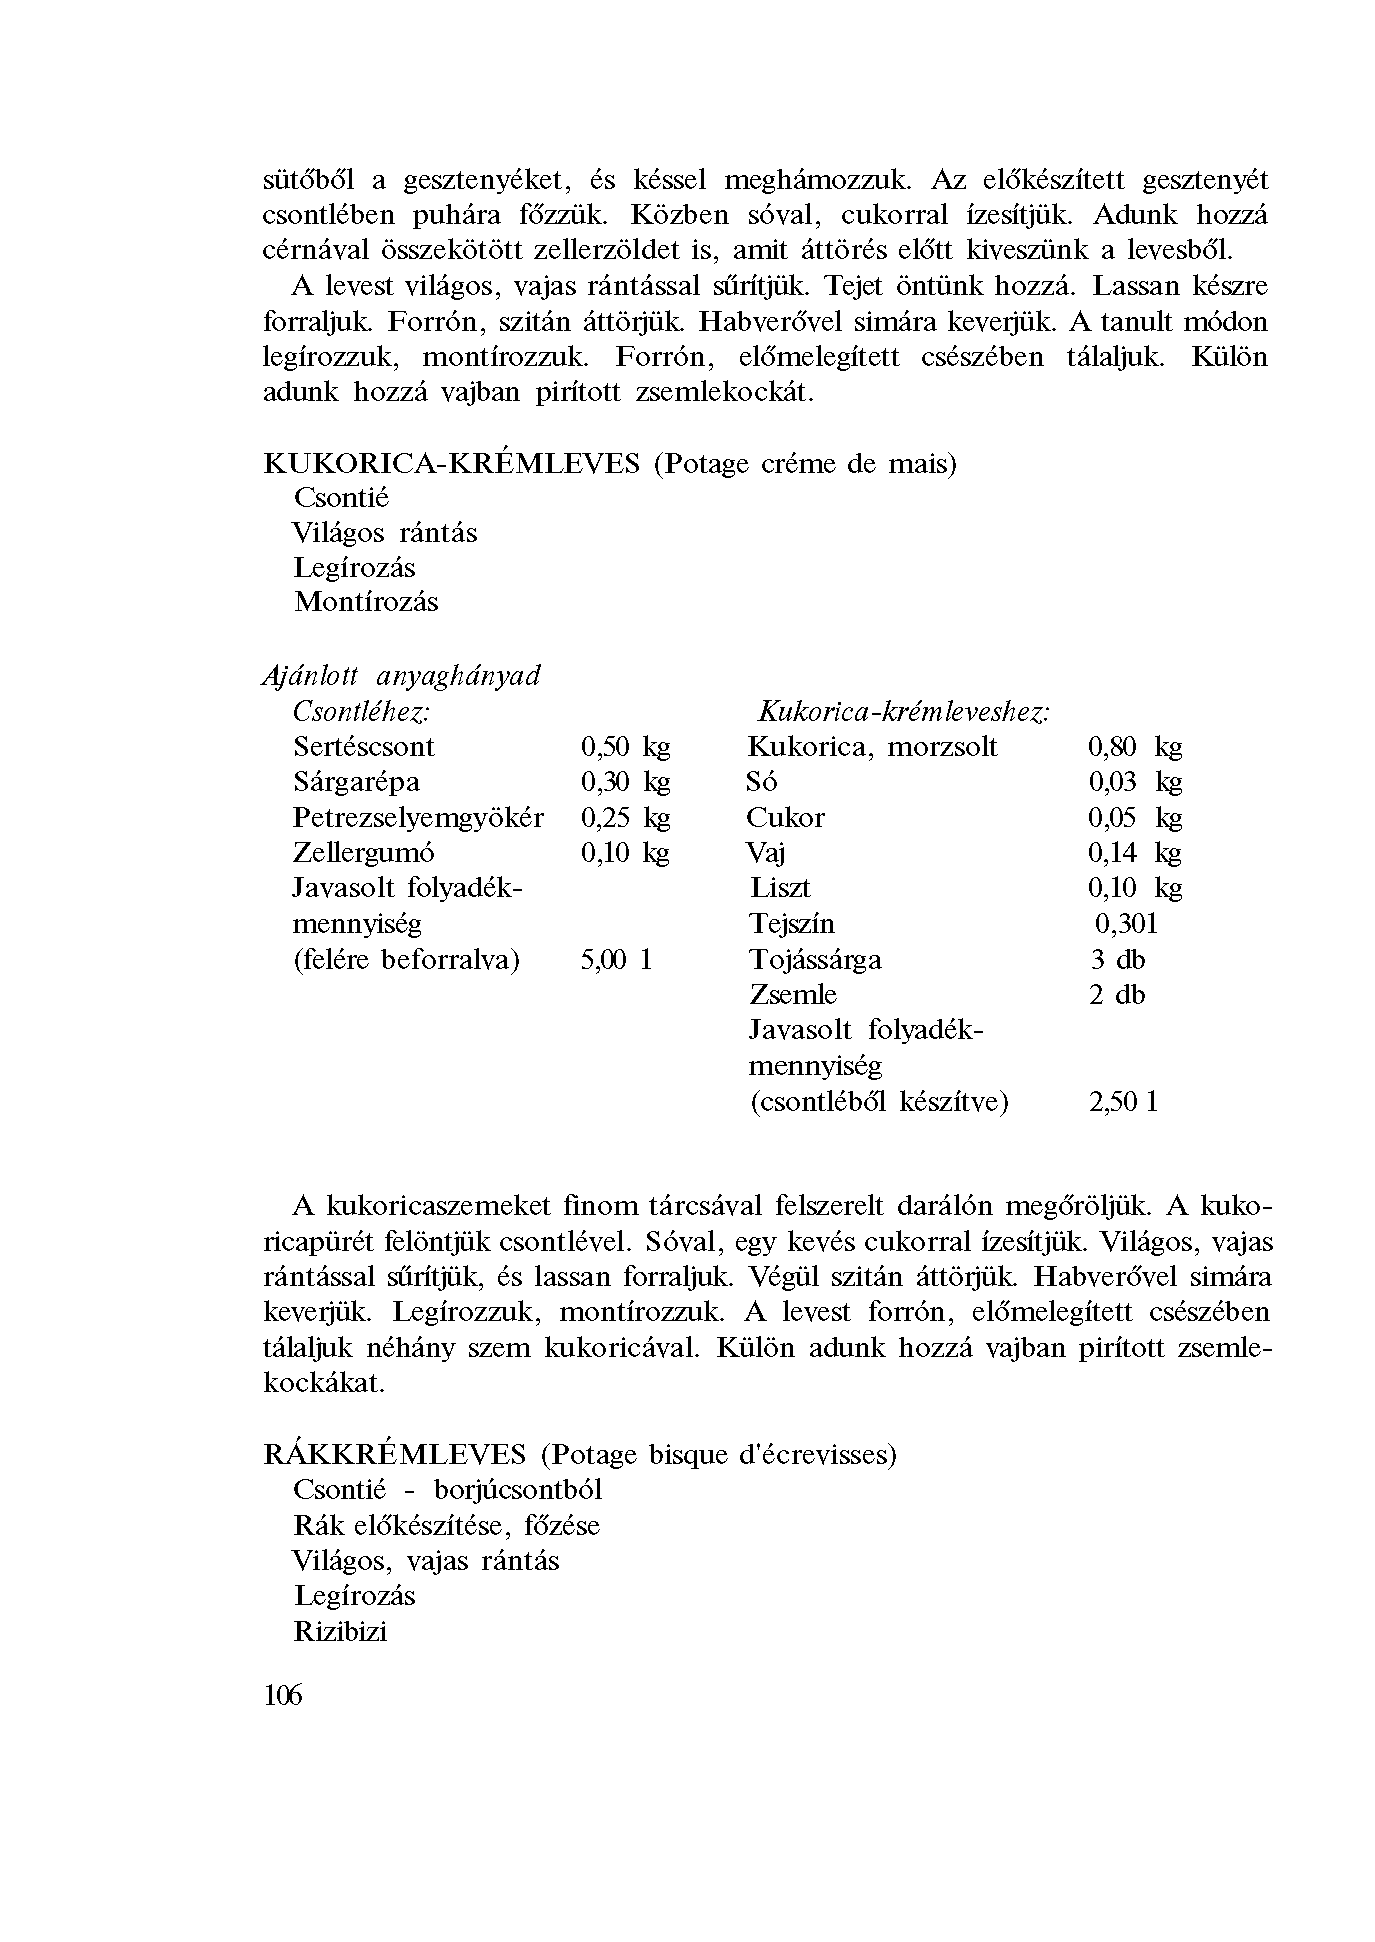 sütőből a gesztenyéket, és késsel meghámozzuk. Az előkészített gesztenyét
csontlében puhára főzzük. Közben sóval, cukorral ízesítjük. Adunk hozzá
cérnával összekötött zellerzöldet is, amit áttörés előtt kiveszünk a levesből.
A levest világos, vajas rántással sűrítjük. Tejet öntünk hozzá. Lassan készre
forraljuk. Forrón, szitán áttörjük. Habverővel simára keverjük. A tanult módon
legírozzuk, montírozzuk. Forrón, előmelegített csészében tálaljuk. Külön
adunk hozzá vajban pirított zsemlekockát.
KUKORICA-KRÉMLEVES (Potage créme de mais)
Csontié
Világos rántás
Legírozás
Montírozás
Ajánlott anyaghányad
Csontléhez:
Sertéscsont 0,50 kg
Sárgarépa 0,30 kg
Petrezselyemgyökér 0,25 kg
Zellergumó 0,10 kg
Javasolt folyadék-
mennyiség
(felére beforralva) 5,00 l
Kukorica-krémleveshez:
Kukorica, morzsolt 0,80 kg
Só 0,03 kg
Cukor 0,05 kg
Vaj 0,14 kg
Liszt 0,10 kg
Tejszín 0,301
Tojássárga 3 db
Zsemle 2 db
Javasolt folyadék-
mennyiség
(csontléből készítve) 2,50 l
A kukoricaszemeket finom tárcsával felszerelt darálón megőröljük. A kuko-
ricapürét felöntjük csontlével. Sóval, egy kevés cukorral ízesítjük. Világos, vajas
rántással sűrítjük, és lassan forraljuk. Végül szitán áttörjük. Habverővel simára
keverjük. Legírozzuk, montírozzuk. A levest forrón, előmelegített csészében
tálaljuk néhány szem kukoricával. Külön adunk hozzá vajban pirított zsemle-
kockákat.
RÁKKRÉMLEVES (Potage bisque d'écrevisses)
Csontié - borjúcsontból
Rák előkészítése, főzése
Világos, vajas rántás
Legírozás
Rizibizi
106